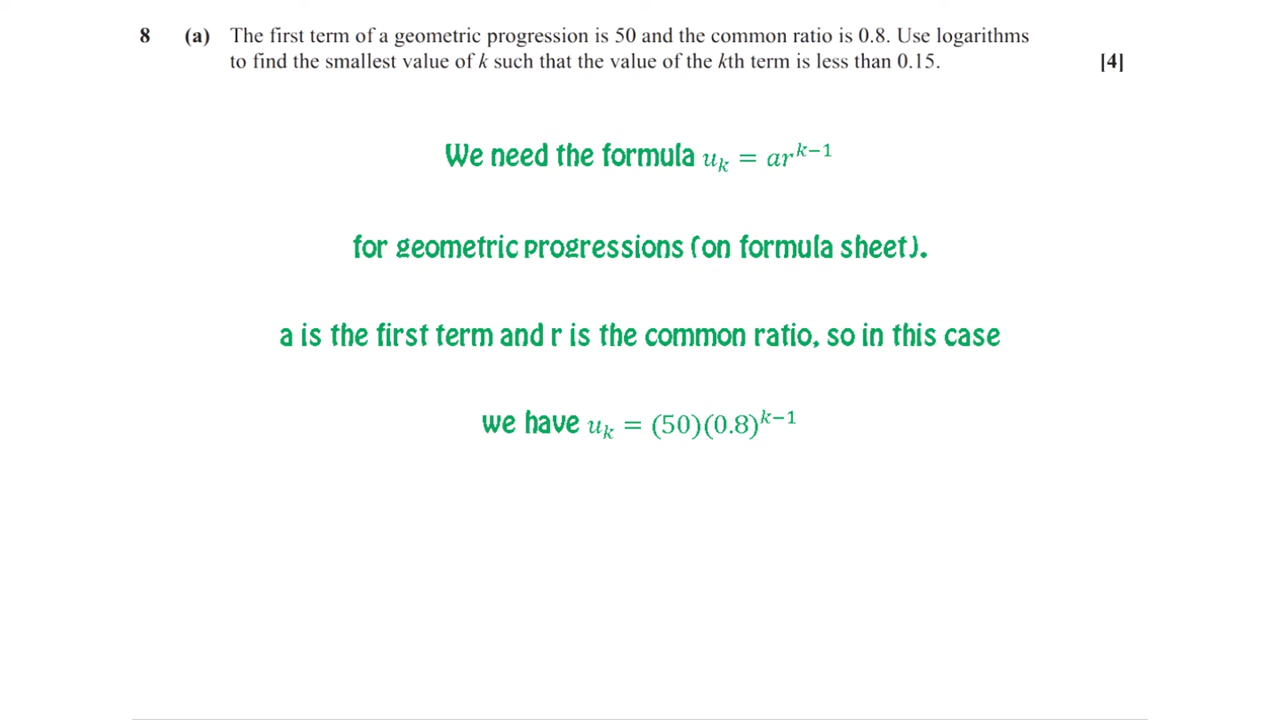 8 (a) The first term of a geometric progression is 50 and the common ratio is 0.8. Use logarithms
to find the smallest value of k such that the value of the kth term is less than 0.15. [4]
We need the formula uₖ = arᵏ⁻¹
for geometric progressions (on formula sheet).
a is the first term and r is the common ratio, so in this case
we have uₖ = (50)(0.8)ᵏ⁻¹